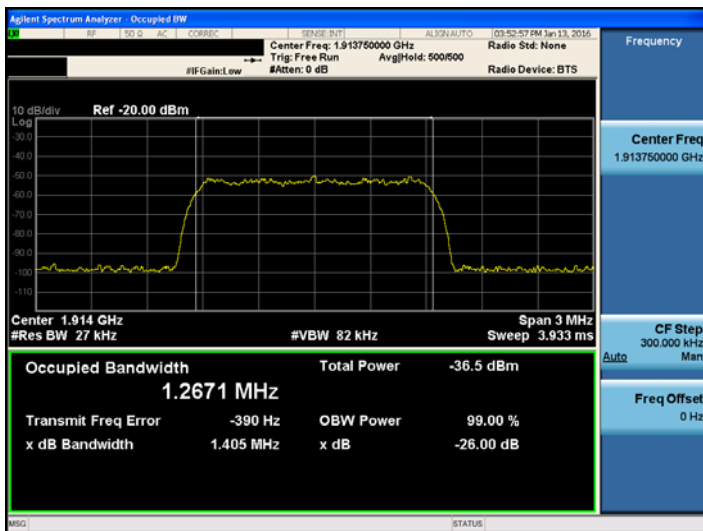 Agilent Spectrum Analyzer - Occupied BW
RF 50 Ω AC CORREC SENSE:INT ALIGN AUTO 03:52:57 PM Jan 13, 2016
Center Freq: 1.913750000 GHz Radio Std: None
Trig: Free Run Avg|Hold: 500/500
#IFGain:Low #Atten: 0 dB Radio Device: BTS
10 dB/div Ref -20.00 dBm
Log
-30.0
-40.0
-50.0
-60.0
-70.0
-80.0
-90.0
-100
-110
Center 1.914 GHz Span 3 MHz
#Res BW 27 kHz #VBW 82 kHz Sweep 3.933 ms
Occupied Bandwidth Total Power -36.5 dBm
1.2671 MHz
Transmit Freq Error -390 Hz OBW Power 99.00 %
x dB Bandwidth 1.405 MHz x dB -26.00 dB
MSG STATUS
Frequency
Center Freq
1.913750000 GHz
CF Step
300.000 kHz
Auto Man
Freq Offset
0 Hz